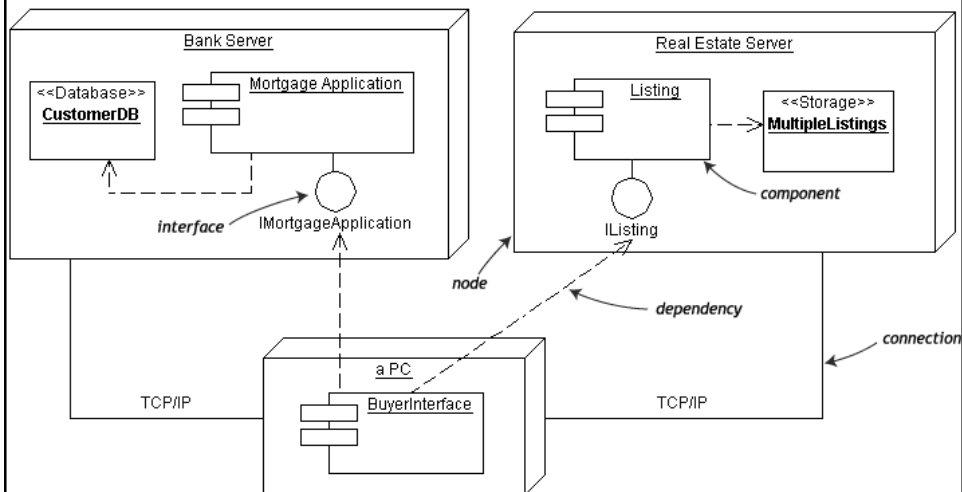 Bank Server
<<Database>>
CustomerDB
Mortgage Application
interface
IMortgageApplication
Real Estate Server
Listing
<<Storage>>
MultipleListings
component
IListing
node
dependency
connection
a PC
BuyerInterface
TCP/IP
TCP/IP